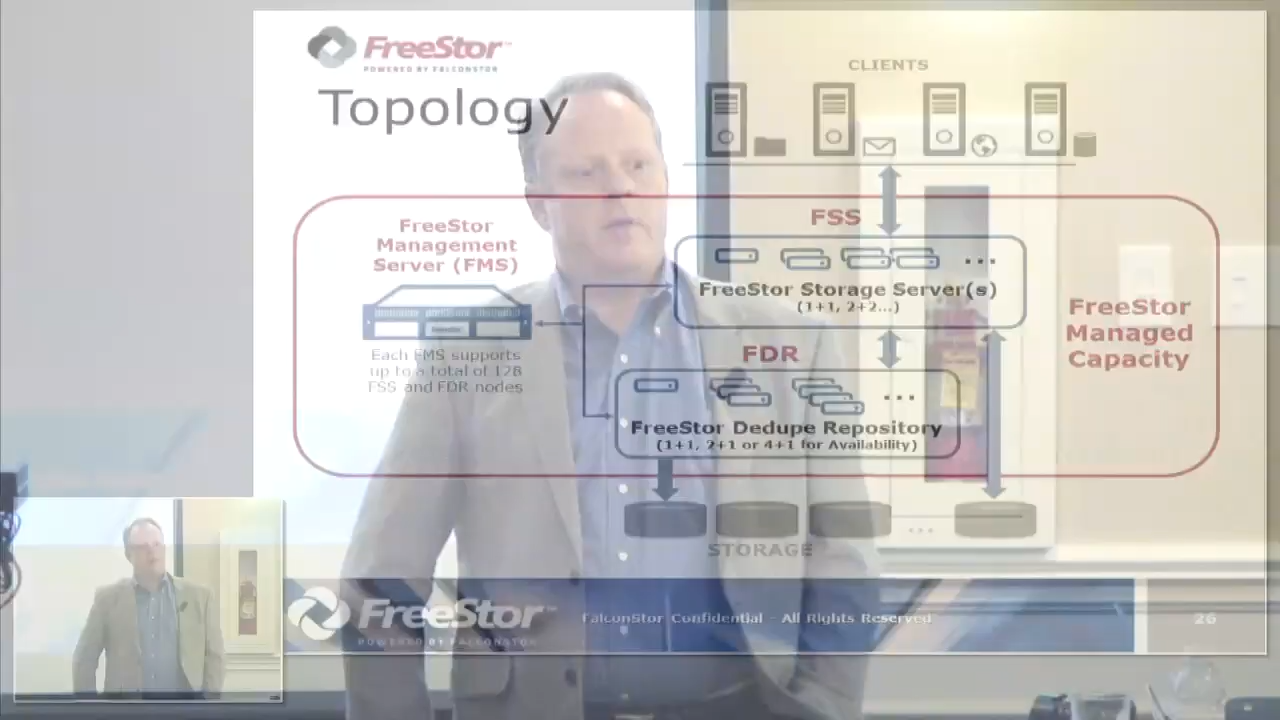 FreeStor™
POWERED BY FALCONSTOR
Topology
CLIENTS
FreeStor
Management
Server (FMS)
Each FMS supports
up to a total of 128
FSS and FDR nodes
FSS
...
FreeStor Storage Server(s)
(1+1, 2+2...)
FDR
...
FreeStor Dedupe Repository
(1+1, 2+1 or 4+1 for Availability)
FreeStor
Managed
Capacity
...
STORAGE
FreeStor™
POWERED BY FALCONSTOR
FalconStor Confidential - All Rights Reserved
26